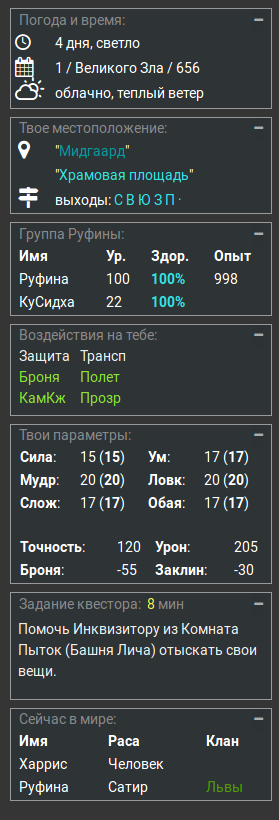 Погода и время:
4 дня, светло
1 / Великого Зла / 656
облачно, теплый ветер
Твое местоположение:
"Мидгаард"
"Храмовая площадь"
выходы: С В Ю З П ·
Группа Руфины:
Имя Ур. Здор. Опыт
Руфина 100 100% 998
КуСидха 22 100%
Воздействия на тебе:
Защита Трансп
Броня Полет
КамКж Прозр
Твои параметры:
Сила: 15 (15) Ум: 17 (17)
Мудр: 20 (20) Ловк: 20 (20)
Слож: 17 (17) Обая: 17 (17)
Точность: 120 Урон: 205
Броня: -55 Заклин: -30
Задание квестора: 8 мин
Помочь Инквизитору из Комната
Пыток (Башня Лича) отыскать свои
вещи.
Сейчас в мире:
Имя Раса Клан
Харрис Человек
Руфина Сатир Львы